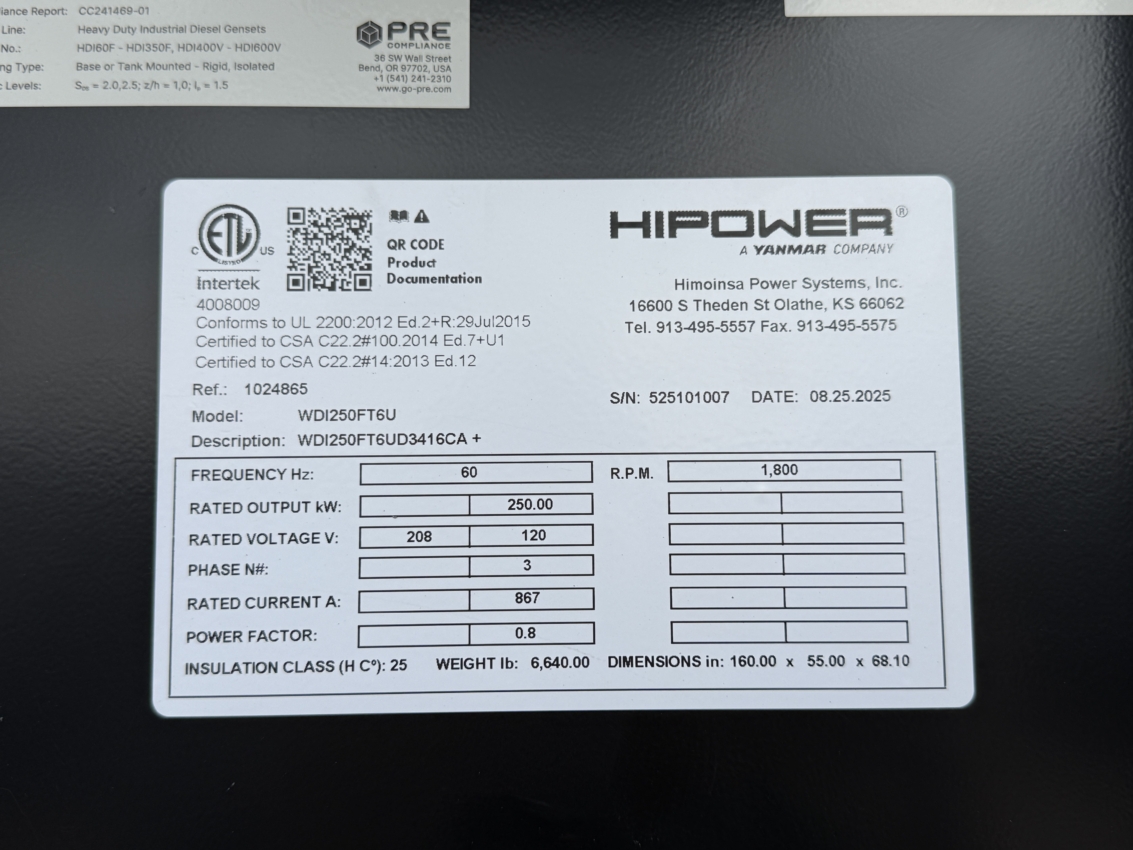 iance Report: CC241469-01
Line: Heavy Duty Industrial Diesel Gensets
No.: HDI60F - HDI350F, HDI400V - HDI600V
ng Type: Base or Tank Mounted - Rigid, Isolated
Levels: Sm = 2.0,2.5; z/h = 1,0; Ip = 1.5
PRE
COMPLIANCE
36 SW Wall Street
Bend, OR 97702, USA
+1 (541) 241-2310
www.go-pre.com
ETL
C US
LISTED
Intertek
4008009
QR CODE
Product
Documentation
HIPOWER®
A YANMAR COMPANY
Himoinsa Power Systems, Inc.
16600 S Theden St Olathe, KS 66062
Tel. 913-495-5557 Fax. 913-495-5575
Conforms to UL 2200:2012 Ed.2+R:29Jul2015
Certified to CSA C22.2#100.2014 Ed.7+U1
Certified to CSA C22.2#14:2013 Ed.12
Ref.: 1024865
S/N: 525101007 DATE: 08.25.2025
Model: WDI250FT6U
Description: WDI250FT6UD3416CA +
FREQUENCY Hz: 60 R.P.M. 1,800
RATED OUTPUT kW: 250.00
RATED VOLTAGE V: 208 120
PHASE N#: 3
RATED CURRENT A: 867
POWER FACTOR: 0.8
INSULATION CLASS (H Cº): 25 WEIGHT lb: 6,640.00 DIMENSIONS in: 160.00 x 55.00 x 68.10